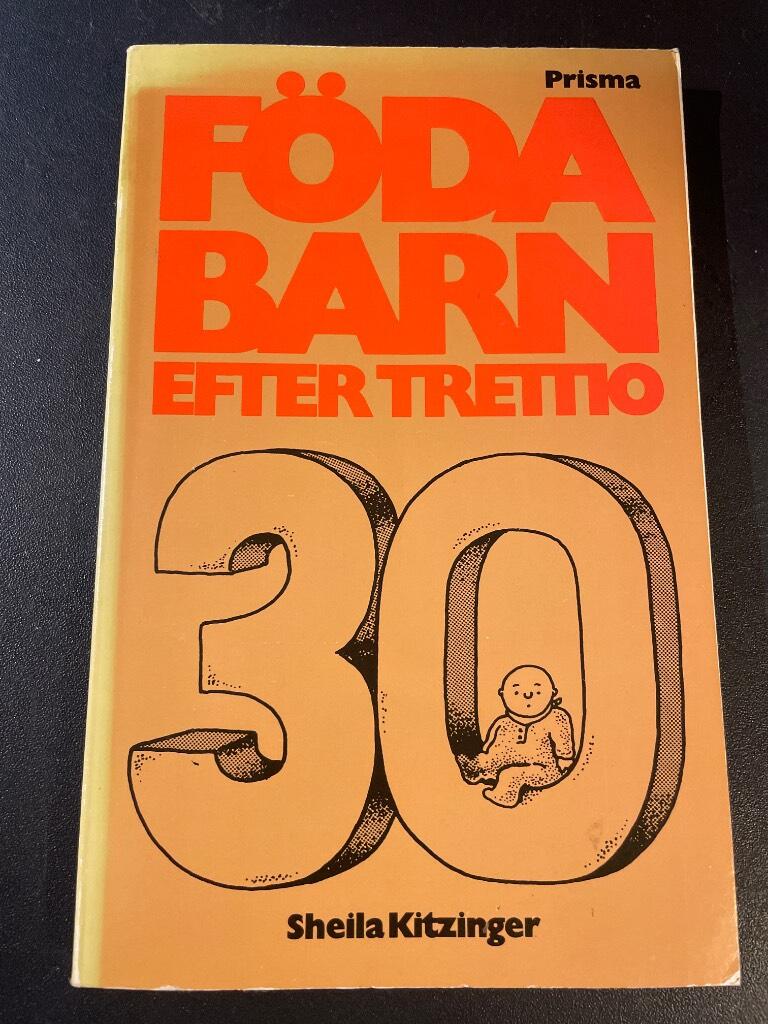 Prisma
FÖDA
BARN
EFTER TRETTIO
30
Sheila Kitzinger